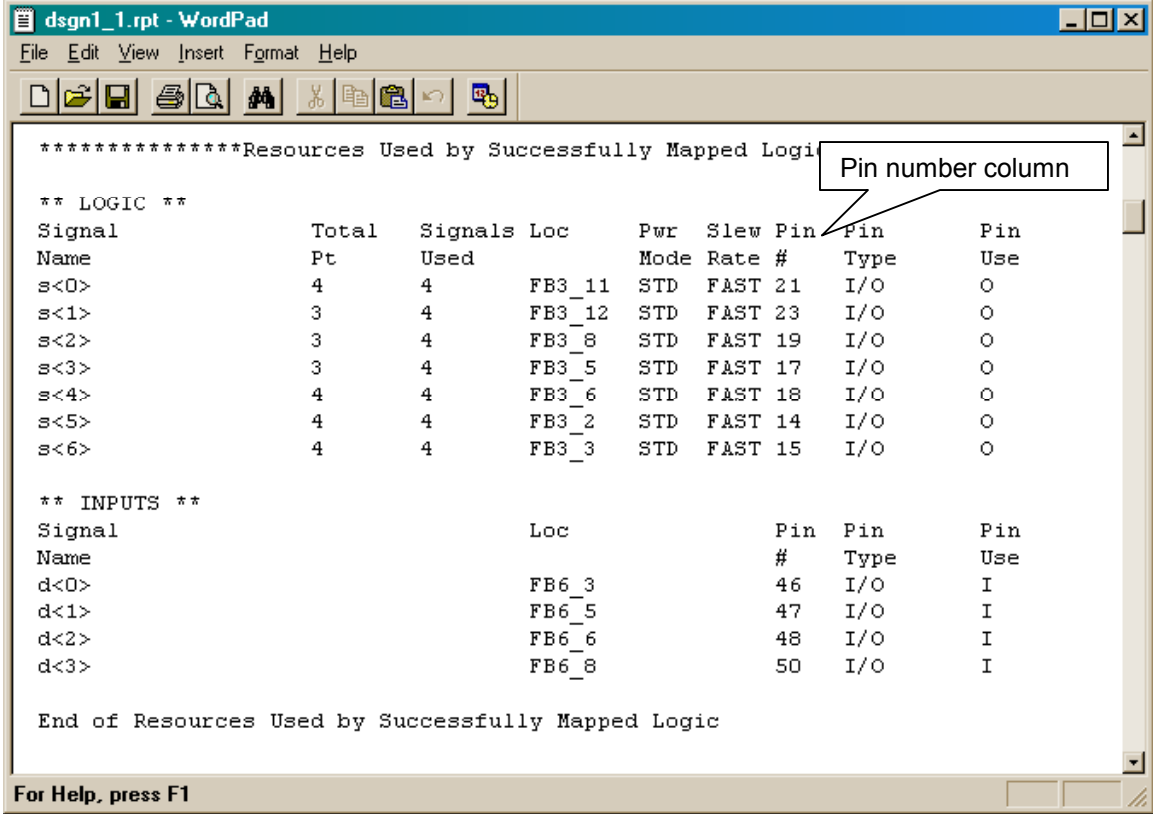 dsgn1_1.rpt - WordPad
File Edit View Insert Format Help
***************Resources Used by Successfully Mapped Logi
Pin number column
** LOGIC **
Signal Total Signals Loc Pwr Slew Pin Pin Pin
Name Pt Used Mode Rate # Type Use
s<0> 4 4 FB3_11 STD FAST 21 I/O O
s<1> 3 4 FB3_12 STD FAST 23 I/O O
s<2> 3 4 FB3_8 STD FAST 19 I/O O
s<3> 3 4 FB3_5 STD FAST 17 I/O O
s<4> 4 4 FB3_6 STD FAST 18 I/O O
s<5> 4 4 FB3_2 STD FAST 14 I/O O
s<6> 4 4 FB3_3 STD FAST 15 I/O O
** INPUTS **
Signal Loc Pin Pin Pin
Name # Type Use
d<0> FB6_3 46 I/O I
d<1> FB6_5 47 I/O I
d<2> FB6_6 48 I/O I
d<3> FB6_8 50 I/O I
End of Resources Used by Successfully Mapped Logic
For Help, press F1